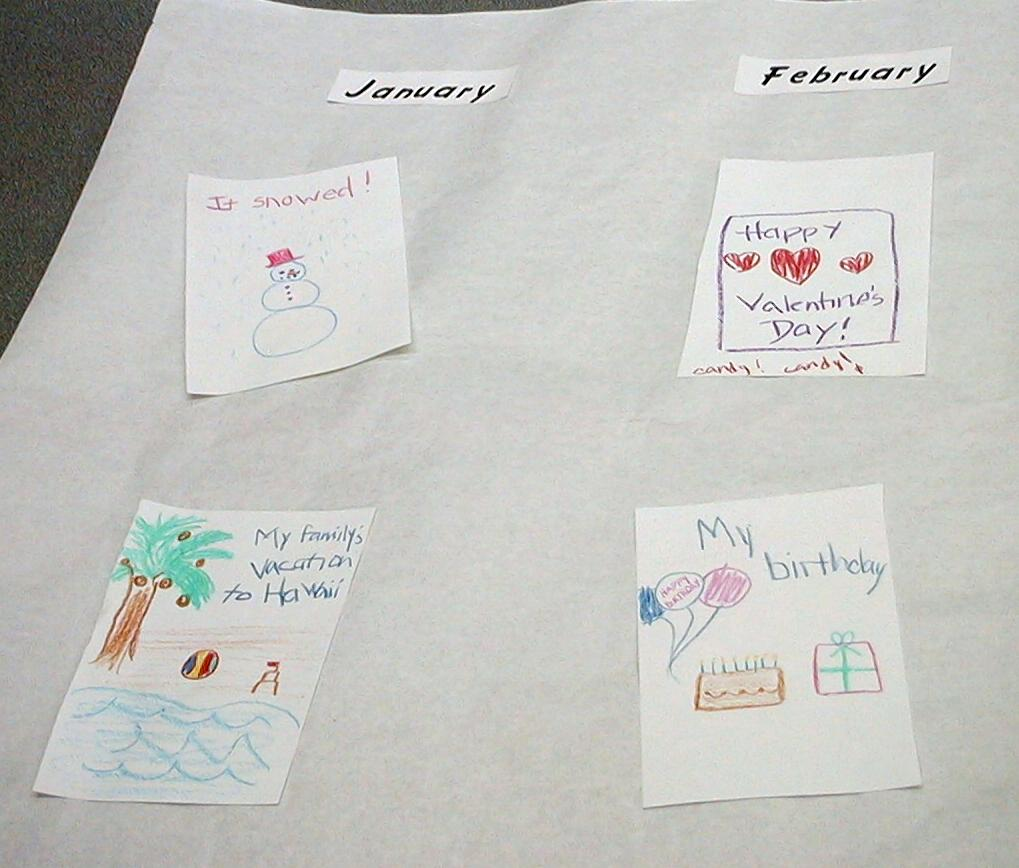 January
February
It snowed!
Happy
Valentine's
Day!
candy! candy!
My family's
vacation
to Hawaii
My
birthday
HAPPY
BIRTHDAY